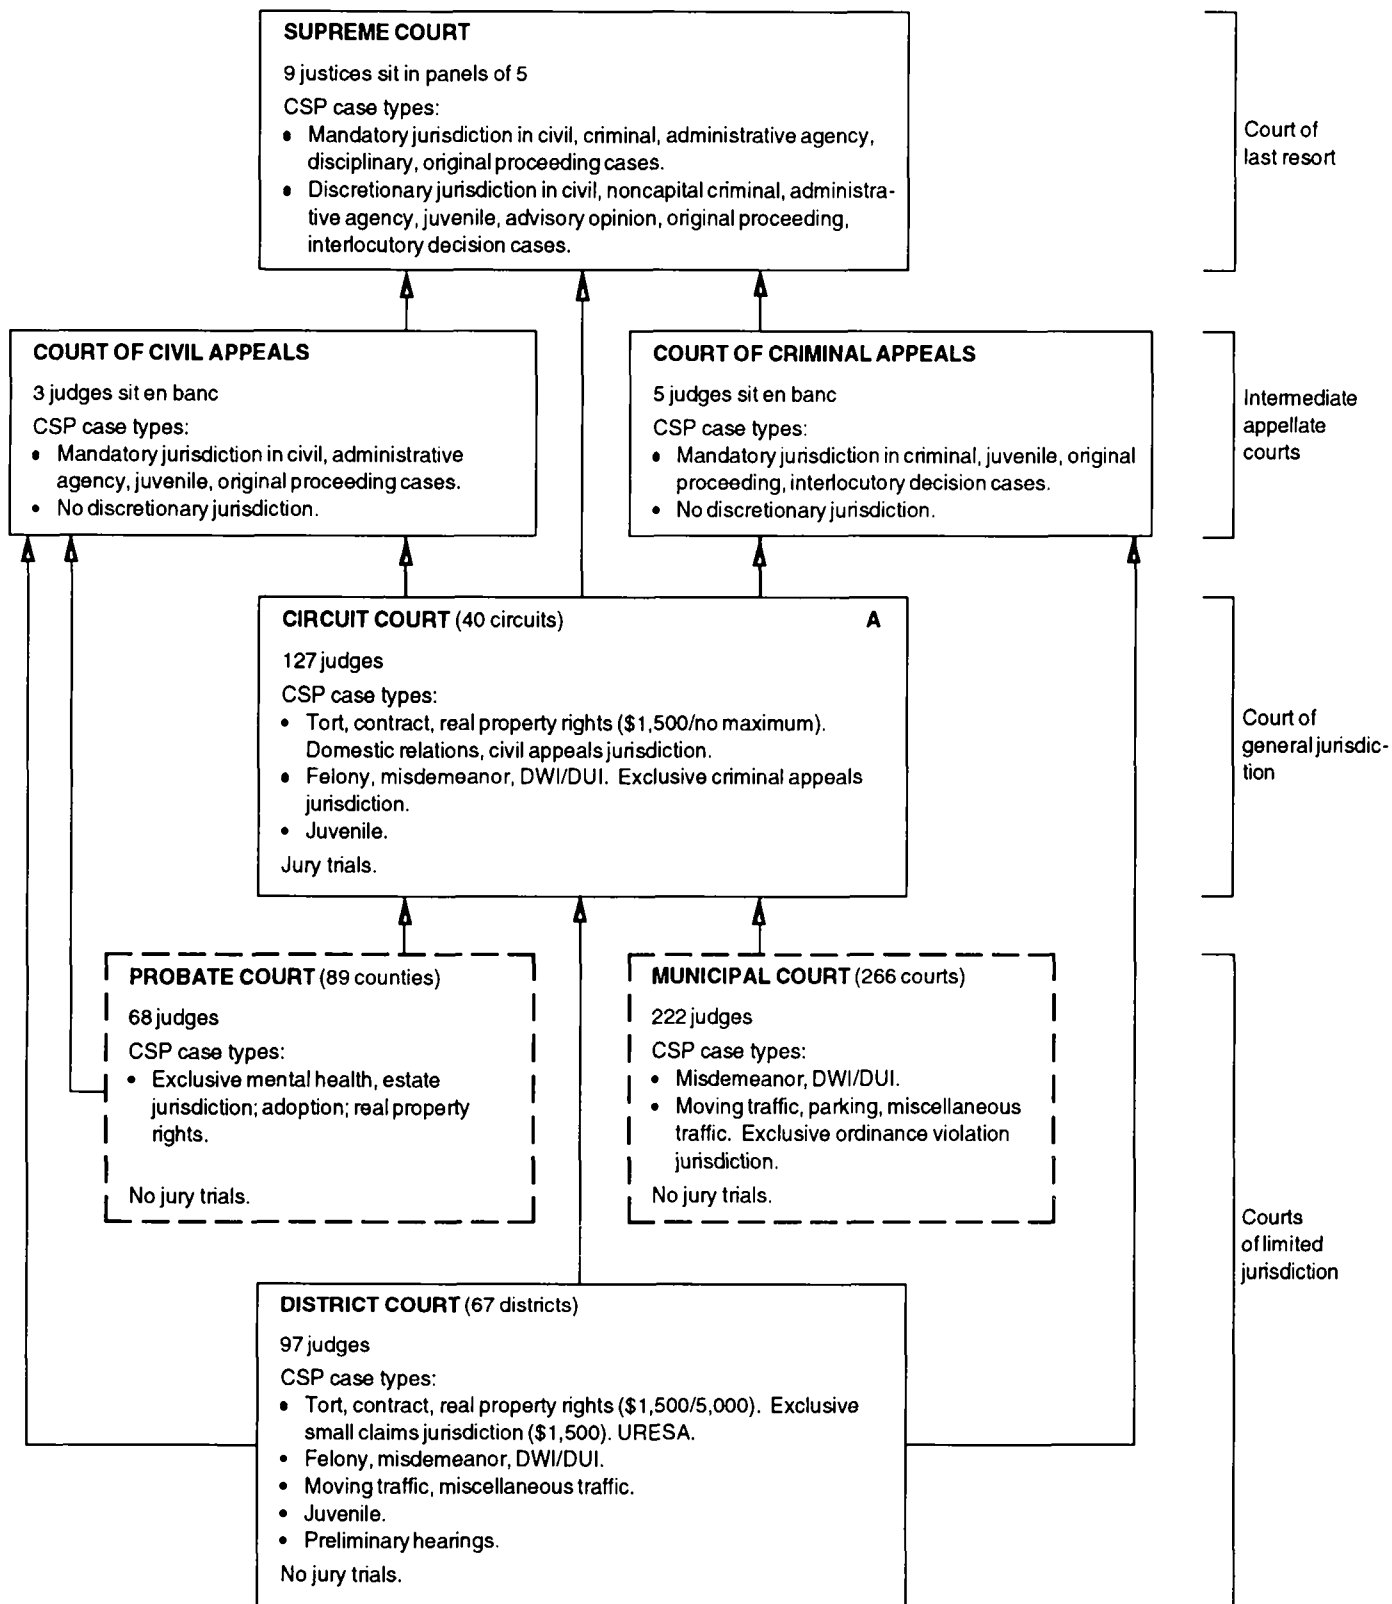 SUPREME COURT
9 justices sit in panels of 5
CSP case types:
• Mandatory jurisdiction in civil, criminal, administrative agency,
disciplinary, original proceeding cases.
• Discretionary jurisdiction in civil, noncapital criminal, administra-
tive agency, juvenile, advisory opinion, original proceeding,
interlocutory decision cases.
Court of
last resort
COURT OF CIVIL APPEALS
3 judges sit en banc
CSP case types:
• Mandatory jurisdiction in civil, administrative
agency, juvenile, original proceeding cases.
• No discretionary jurisdiction.
COURT OF CRIMINAL APPEALS
5 judges sit en banc
CSP case types:
• Mandatory jurisdiction in criminal, juvenile, original
proceeding, interlocutory decision cases.
• No discretionary jurisdiction.
Intermediate
appellate
courts
CIRCUIT COURT (40 circuits) A
127 judges
CSP case types:
• Tort, contract, real property rights ($1,500/no maximum).
Domestic relations, civil appeals jurisdiction.
• Felony, misdemeanor, DWI/DUI. Exclusive criminal appeals
jurisdiction.
• Juvenile.
Jury trials.
Court of
general jurisdic-
tion
PROBATE COURT (89 counties)
68 judges
CSP case types:
• Exclusive mental health, estate
jurisdiction; adoption; real property
rights.
No jury trials.
MUNICIPAL COURT (266 courts)
222 judges
CSP case types:
• Misdemeanor, DWI/DUI.
• Moving traffic, parking, miscellaneous
traffic. Exclusive ordinance violation
jurisdiction.
No jury trials.
Courts
of limited
jurisdiction
DISTRICT COURT (67 districts)
97 judges
CSP case types:
• Tort, contract, real property rights ($1,500/5,000). Exclusive
small claims jurisdiction ($1,500). URESA.
• Felony, misdemeanor, DWI/DUI.
• Moving traffic, miscellaneous traffic.
• Juvenile.
• Preliminary hearings.
No jury trials.